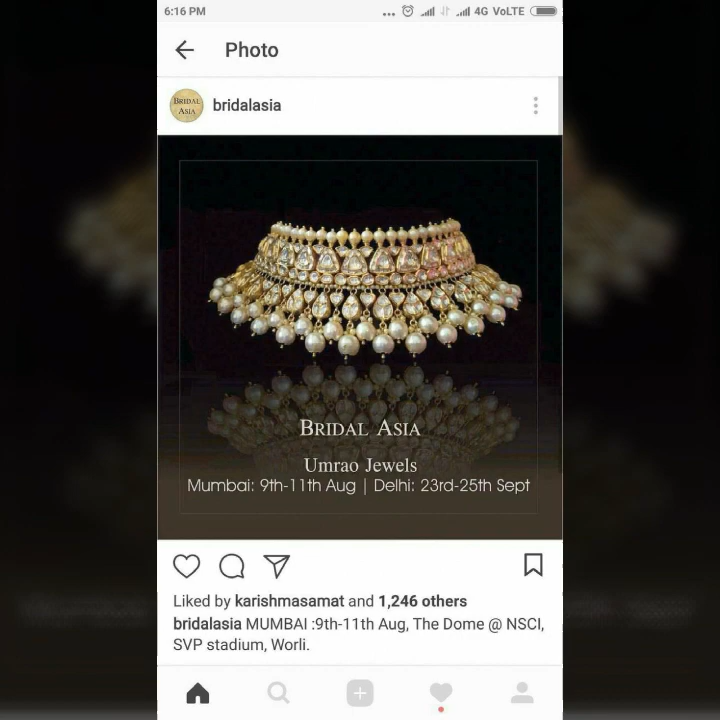 6:16 PM
... 4G VoLTE
Photo
BRIDAL
ASIA
bridalasia
BRIDAL ASIA
Umrao Jewels
Mumbai: 9th-11th Aug | Delhi: 23rd-25th Sept
Liked by karishmasamat and 1,246 others
bridalasia MUMBAI :9th-11th Aug, The Dome @ NSCI,
SVP stadium, Worli.